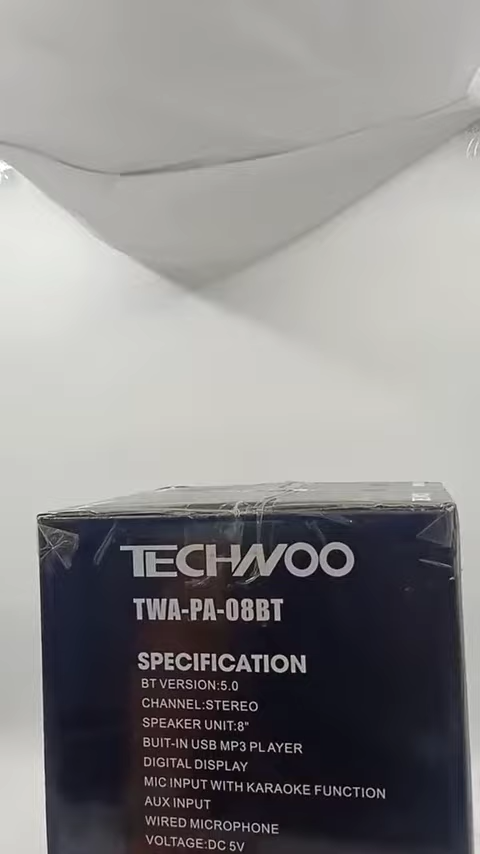 TECHWOO
TWA-PA-08BT
SPECIFICATION
BT VERSION:5.0
CHANNEL:STEREO
SPEAKER UNIT:8"
BUIT-IN USB MP3 PLAYER
DIGITAL DISPLAY
MIC INPUT WITH KARAOKE FUNCTION
AUX INPUT
WIRED MICROPHONE
VOLTAGE:DC 5V